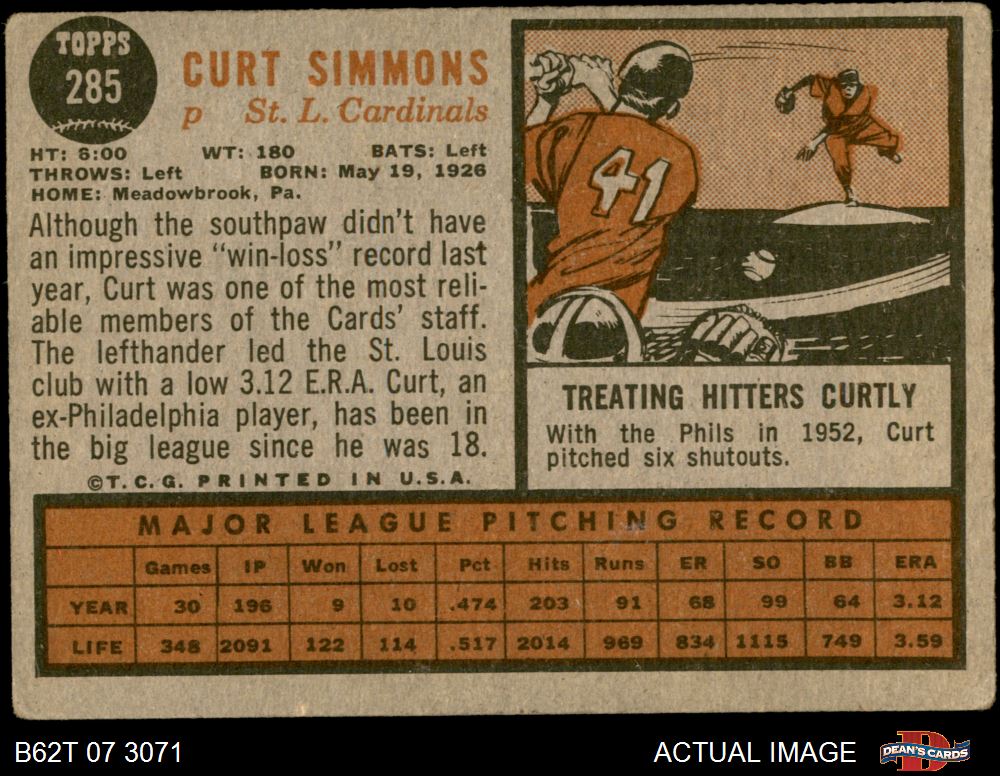 TOPPS
285
CURT SIMMONS
p St. L. Cardinals
HT: 6:00 WT: 180 BATS: Left
THROWS: Left BORN: May 19, 1926
HOME: Meadowbrook, Pa.
Although the southpaw didn't have
an impressive "win-loss" record last
year, Curt was one of the most reli-
able members of the Cards' staff.
The lefthander led the St. Louis
club with a low 3.12 E.R.A. Curt, an
ex-Philadelphia player, has been in
the big league since he was 18.
©T.C.G. PRINTED IN U.S.A.
41
TREATING HITTERS CURTLY
With the Phils in 1952, Curt
pitched six shutouts.
MAJOR LEAGUE PITCHING RECORD
Games IP Won Lost Pct Hits Runs ER SO BB ERA
YEAR 30 196 9 10 .474 203 91 68 99 64 3.12
LIFE 348 2091 122 114 .517 2014 969 834 1115 749 3.59
B62T 07 3071
ACTUAL IMAGE
D
DEAN'S CARDS